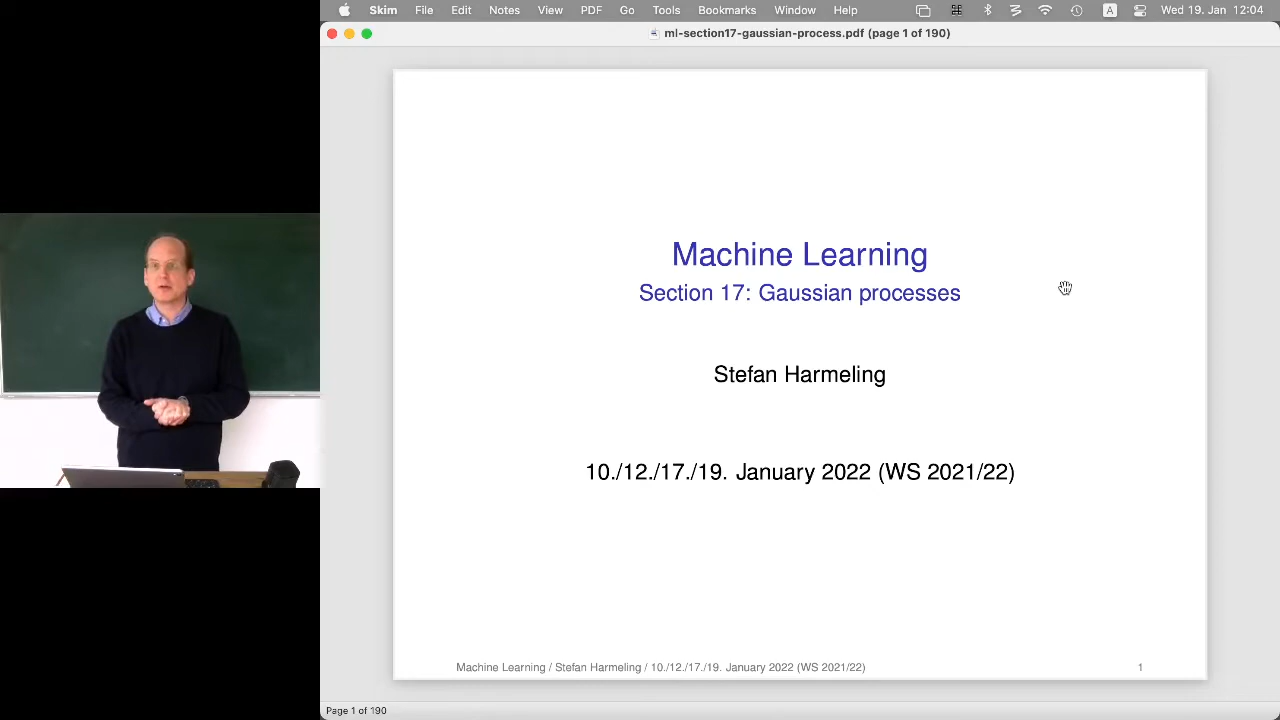 Skim File Edit Notes View PDF Go Tools Bookmarks Window Help A Wed 19. Jan 12:04
ml-section17-gaussian-process.pdf (page 1 of 190)
Machine Learning
Section 17: Gaussian processes
Stefan Harmeling
10./12./17./19. January 2022 (WS 2021/22)
Machine Learning / Stefan Harmeling / 10./12./17./19. January 2022 (WS 2021/22) 1
Page 1 of 190